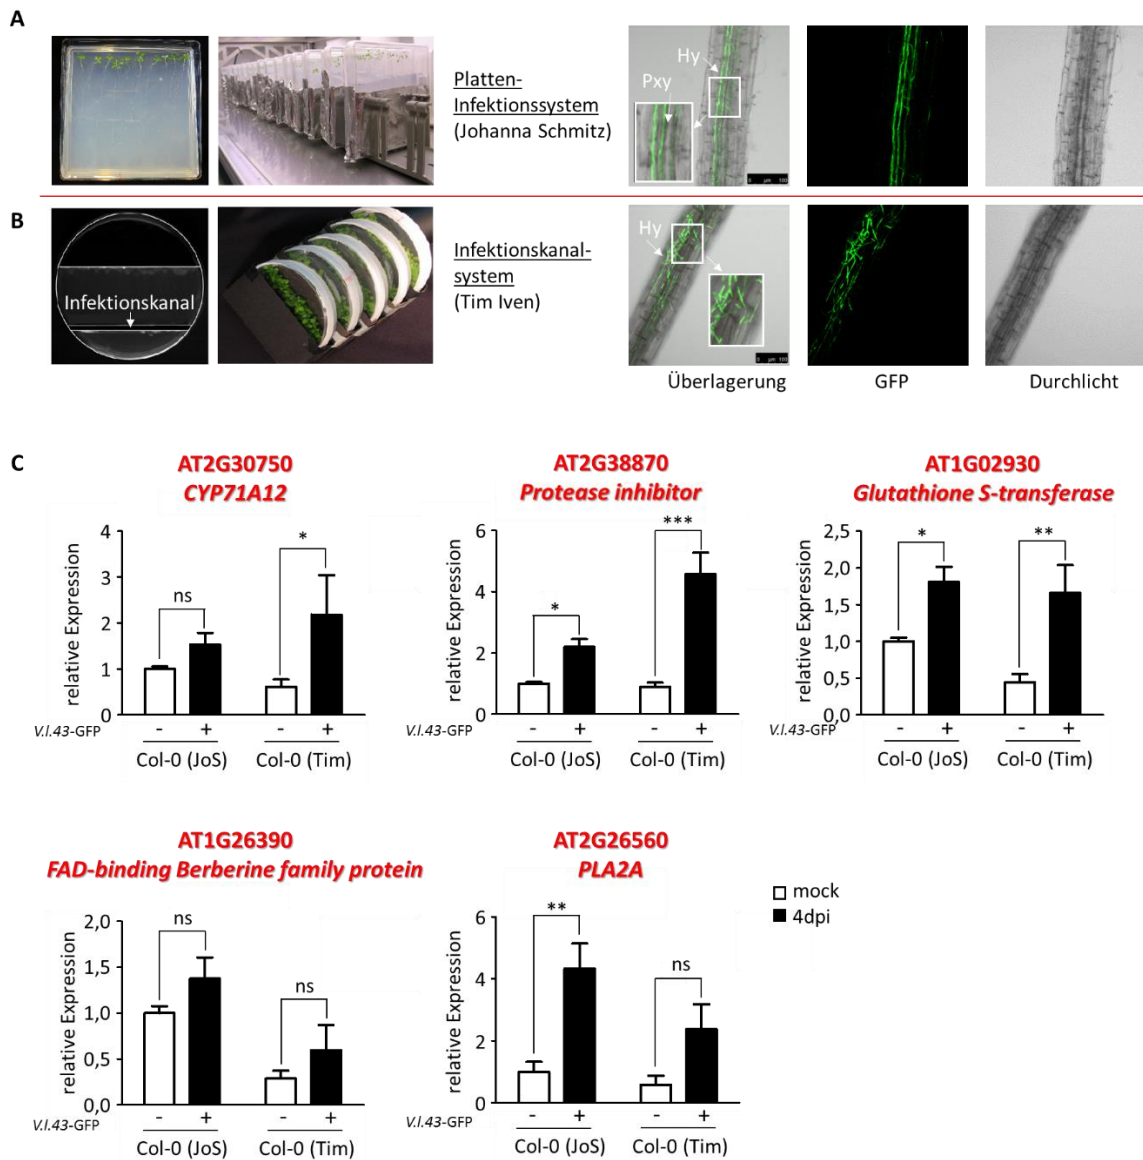 A
Platten-
Infektionssystem
(Johanna Schmitz)
Hy
Pxy
0 µm 100
B
Infektionskanal
Infektionskanal-
system
(Tim Iven)
Hy
0 µm 100
Überlagerung
GFP
Durchlicht
C
AT2G30750
CYP71A12
relative Expression
4
3
2
1
0
ns
*
V.l.43-GFP
- + - +
Col-0 (JoS) Col-0 (Tim)
AT2G38870
Protease inhibitor
relative Expression
6
4
2
0
*
***
- + - +
Col-0 (JoS) Col-0 (Tim)
AT1G02930
Glutathione S-transferase
relative Expression
2,5
2,0
1,5
1,0
0,5
0,0
*
**
V.l.43-GFP
- + - +
Col-0 (JoS) Col-0 (Tim)
AT1G26390
FAD-binding Berberine family protein
relative Expression
2,0
1,5
1,0
0,5
0,0
ns
ns
V.l.43-GFP
- + - +
Col-0 (JoS) Col-0 (Tim)
AT2G26560
PLA2A
relative Expression
6
4
2
0
**
ns
V.l.43-GFP
- + - +
Col-0 (JoS) Col-0 (Tim)
mock
4dpi